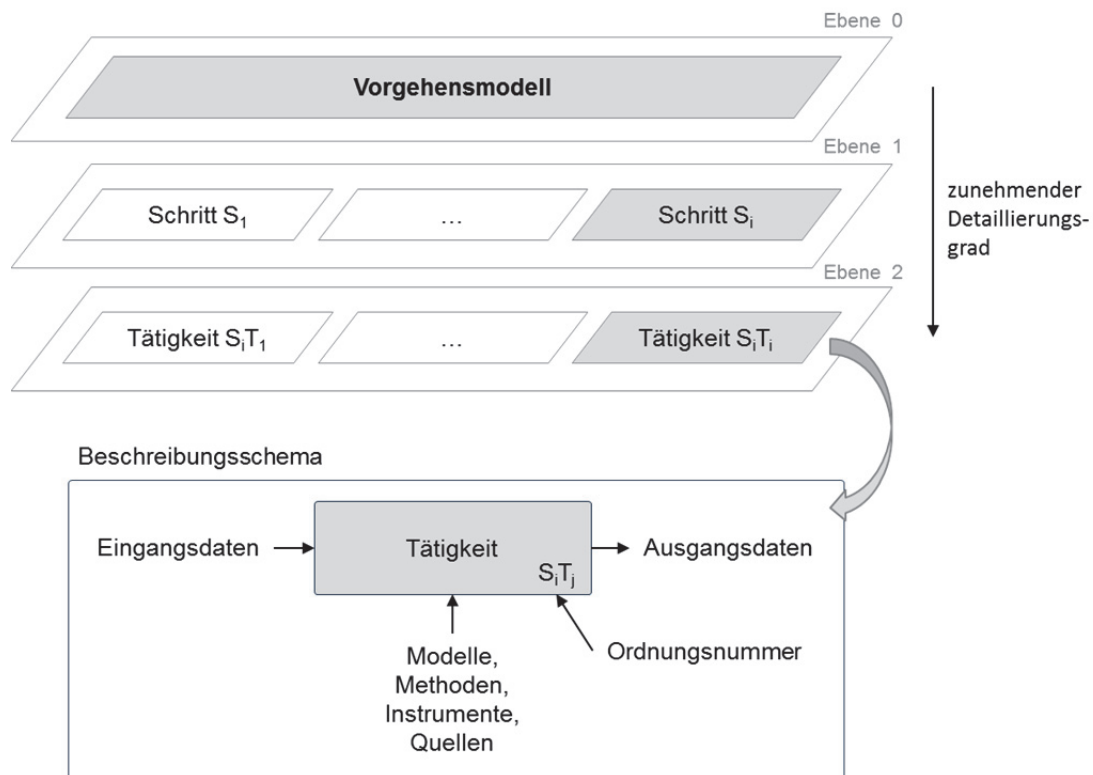 Ebene 0
Vorgehensmodell
Ebene 1
Schritt S₁
...
Schritt Sᵢ
zunehmender
Detaillierungs-
grad
Ebene 2
Tätigkeit SᵢT₁
...
Tätigkeit SᵢTᵢ
Beschreibungsschema
Eingangsdaten
Tätigkeit
SᵢTⱼ
Ausgangsdaten
Ordnungsnummer
Modelle,
Methoden,
Instrumente,
Quellen